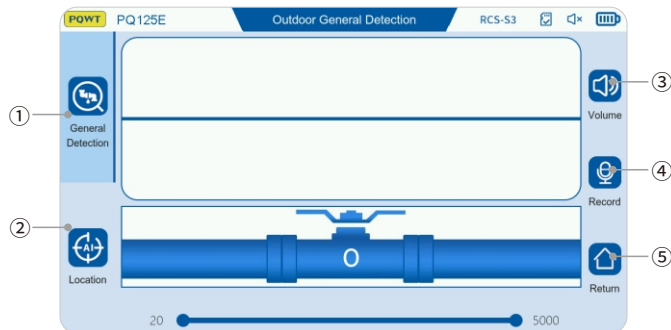 PQWT PQ125E Outdoor General Detection RCS-S3
① General
Detection
② AI
Location
③ Volume
④ Record
⑤ Return
0
20 5000